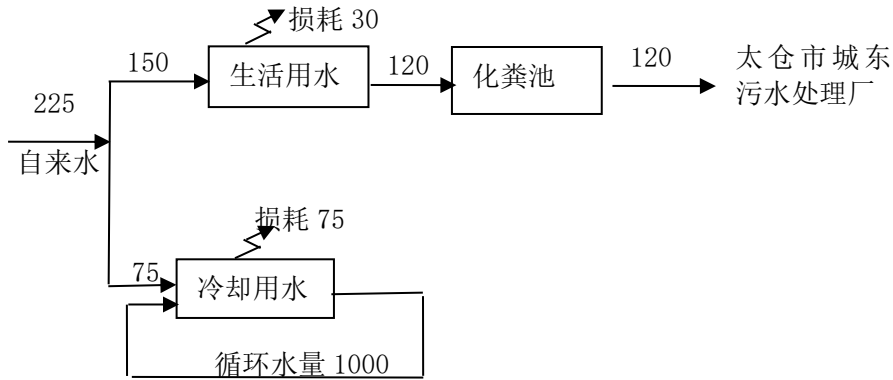 损耗 30
150
生活用水
120
化粪池
120
太仓市城东
污水处理厂
225
自来水
损耗 75
75
冷却用水
循环水量 1000